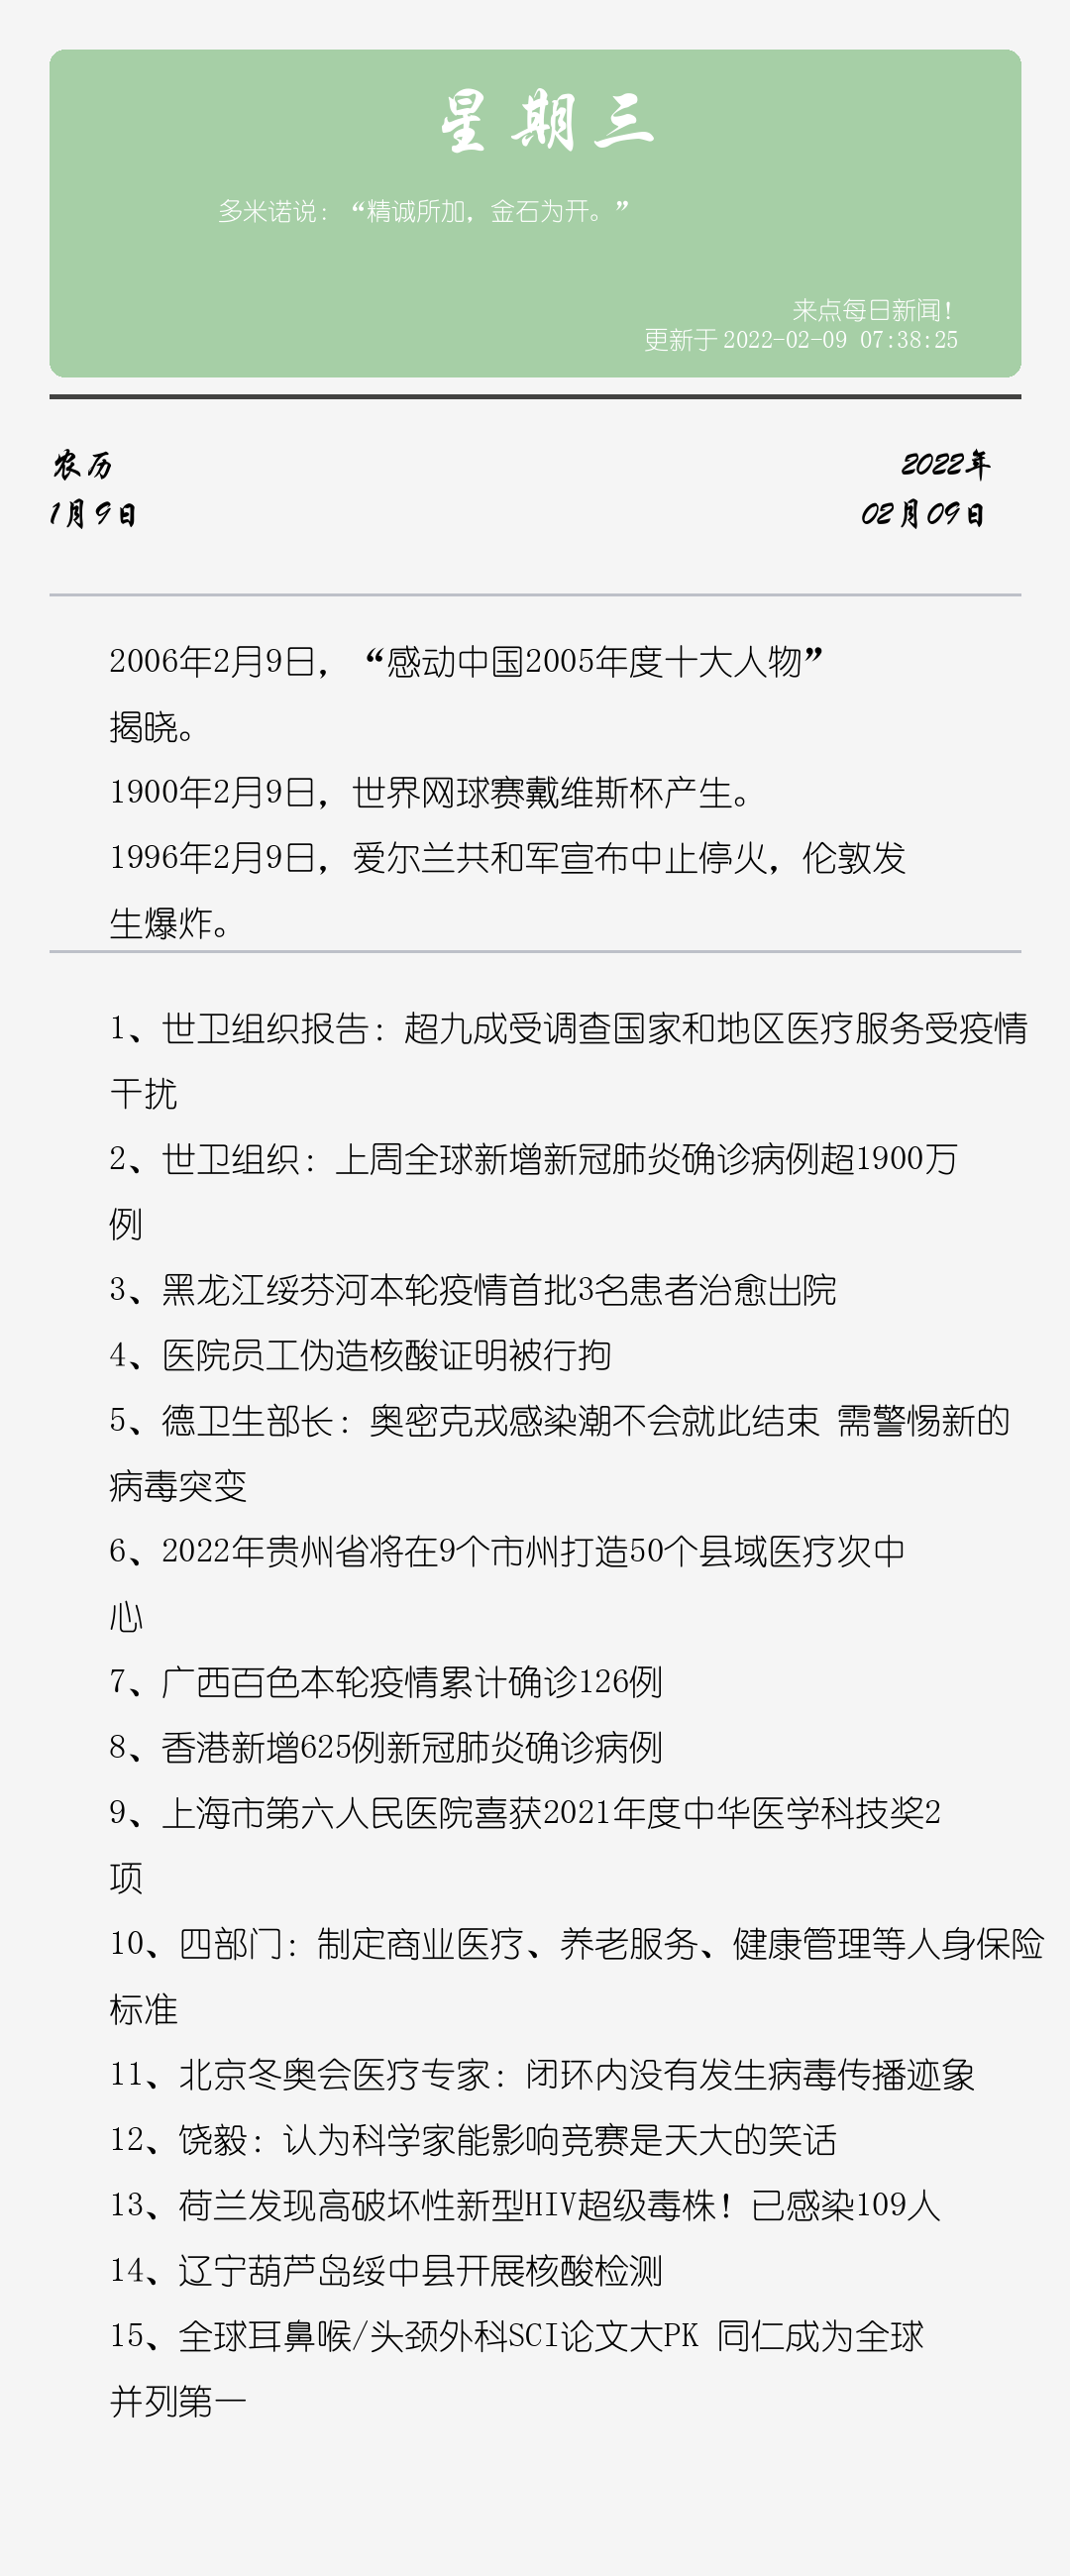 星期三
多米诺说：“精诚所加，金石为开。”
来点每日新闻！
更新于2022-02-09 07:38:25
农历
2022年
1月9日
02月09日
2006年2月9日，“感动中国2005年度十大人物”
揭晓。
1900年2月9日，世界网球赛戴维斯杯产生。
1996年2月9日，爱尔兰共和军宣布中止停火，伦敦发
生爆炸。
1、世卫组织报告：超九成受调查国家和地区医疗服务受疫情
干扰
2、世卫组织：上周全球新增新冠肺炎确诊病例超1900万
例
3、黑龙江绥芬河本轮疫情首批3名患者治愈出院
4、医院员工伪造核酸证明被行拘
5、德卫生部长：奥密克戎感染潮不会就此结束 需警惕新的
病毒突变
6、2022年贵州省将在9个市州打造50个县域医疗次中
心
7、广西百色本轮疫情累计确诊126例
8、香港新增625例新冠肺炎确诊病例
9、上海市第六人民医院喜获2021年度中华医学科技奖2
项
10、四部门：制定商业医疗、养老服务、健康管理等人身保险
标准
11、北京冬奥会医疗专家：闭环内没有发生病毒传播迹象
12、饶毅：认为科学家能影响竞赛是天大的笑话
13、荷兰发现高破坏性新型HIV超级毒株！已感染109人
14、辽宁葫芦岛绥中县开展核酸检测
15、全球耳鼻喉/头颈外科SCI论文大PK 同仁成为全球
并列第一